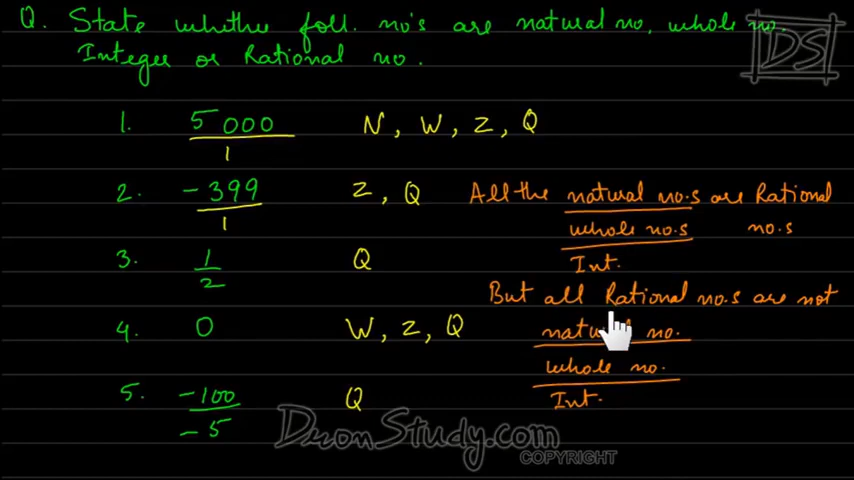 Q. State whithe foll. no's are natural no, whole no.
Integer or Rational no.
DS
1. 5000/1 N, W, Z, Q
2. -399/1 Z, Q
3. 1/2 Q
4. 0 W, Z, Q
5. -100/-5 Q
All the natural no.s are Rational
whole no.s no.s
Int.
But all Rational no.s are not
natural no.
whole no.
Int.
DronStudy.com
COPYRIGHT